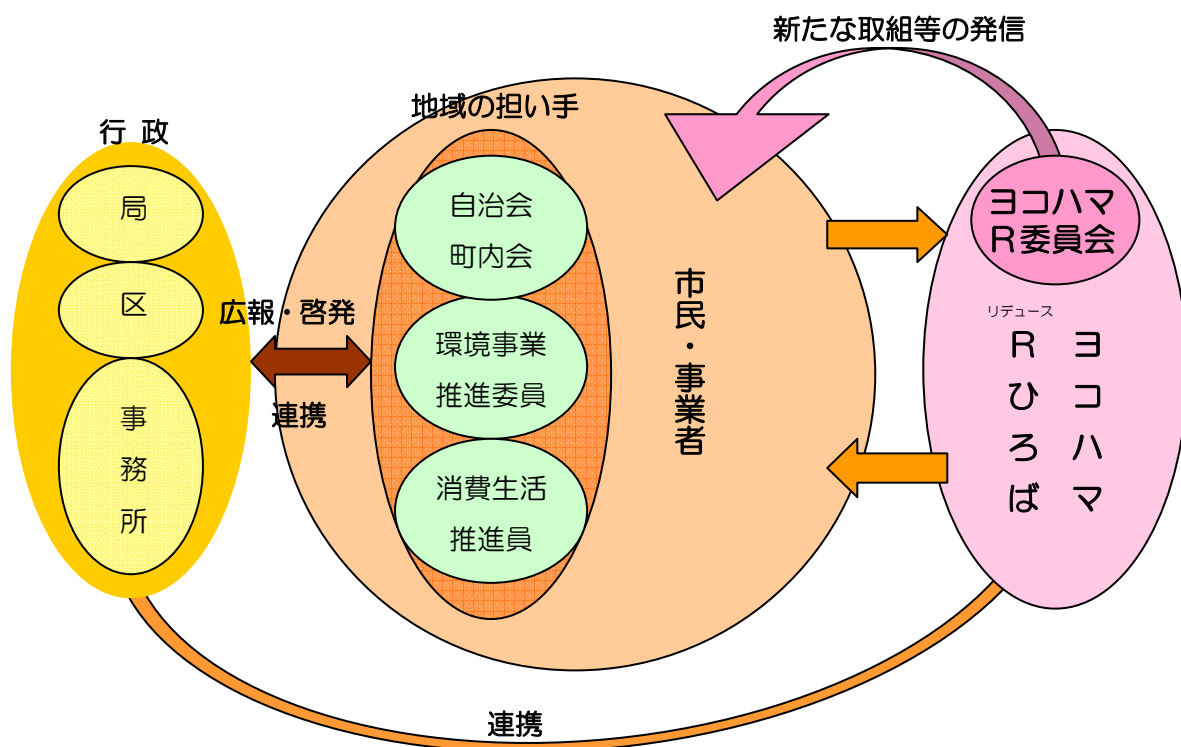 新たな取組等の発信
地域の担い手
行 政
局
区
事務所
広報・啓発
連携
自治会
町内会
環境事業
推進委員
消費生活
推進員
市民・事業者
ヨコハマ
R委員会
ヨコハマ
リデュース
Rひろば
連携